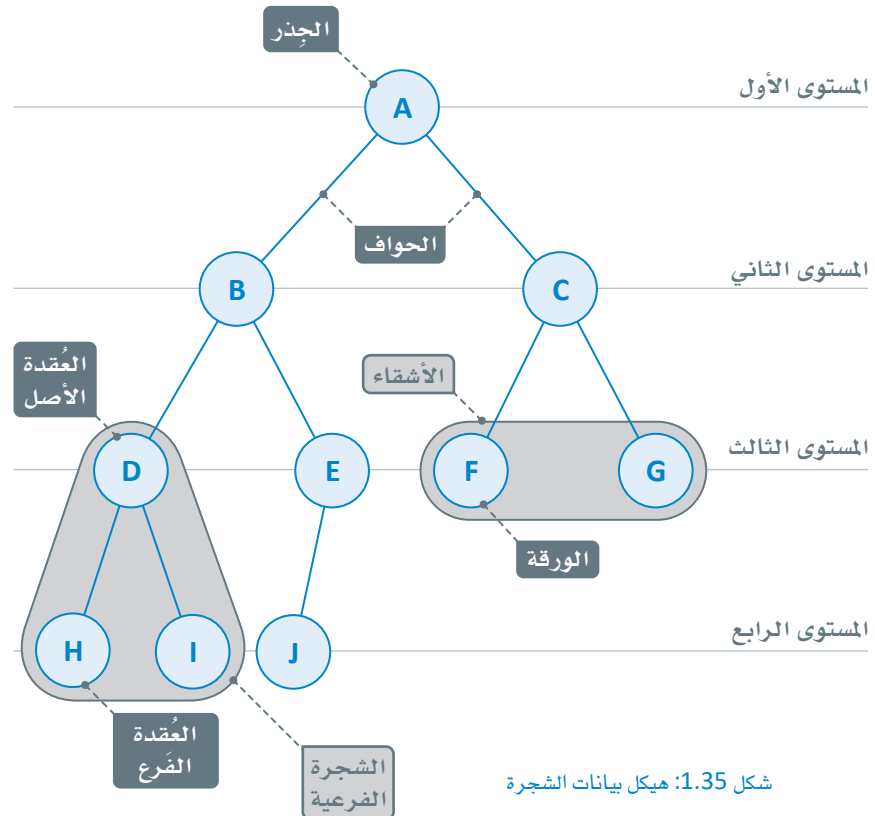 الجِذر
المستوى الأول
A
الحواف
المستوى الثاني
B
C
العُقدة
الأصل
الأشقاء
المستوى الثالث
D
E
F
G
الورقة
المستوى الرابع
H
I
J
العُقدة
الفَرع
الشجرة
الفرعية
شكل 1.35: هيكل بيانات الشجرة